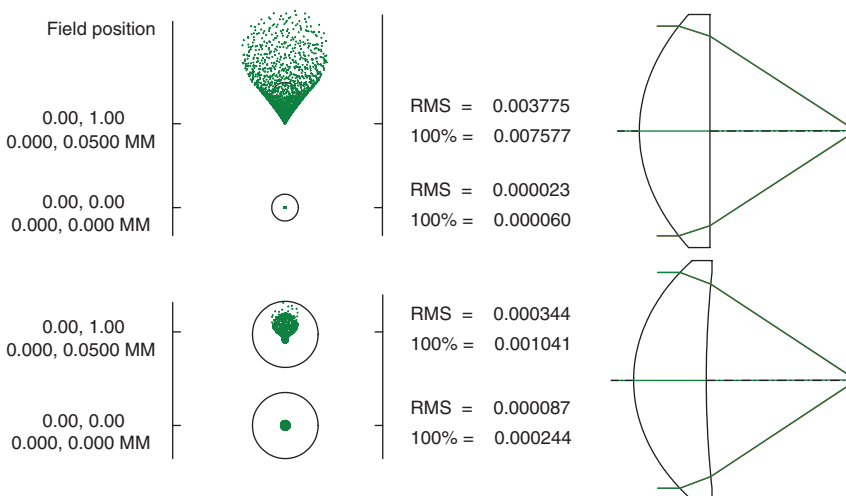 Field position
0.00, 1.00
0.000, 0.0500 MM
RMS = 0.003775
100% = 0.007577
0.00, 0.00
0.000, 0.000 MM
RMS = 0.000023
100% = 0.000060
0.00, 1.00
0.000, 0.0500 MM
RMS = 0.000344
100% = 0.001041
0.00, 0.00
0.000, 0.000 MM
RMS = 0.000087
100% = 0.000244